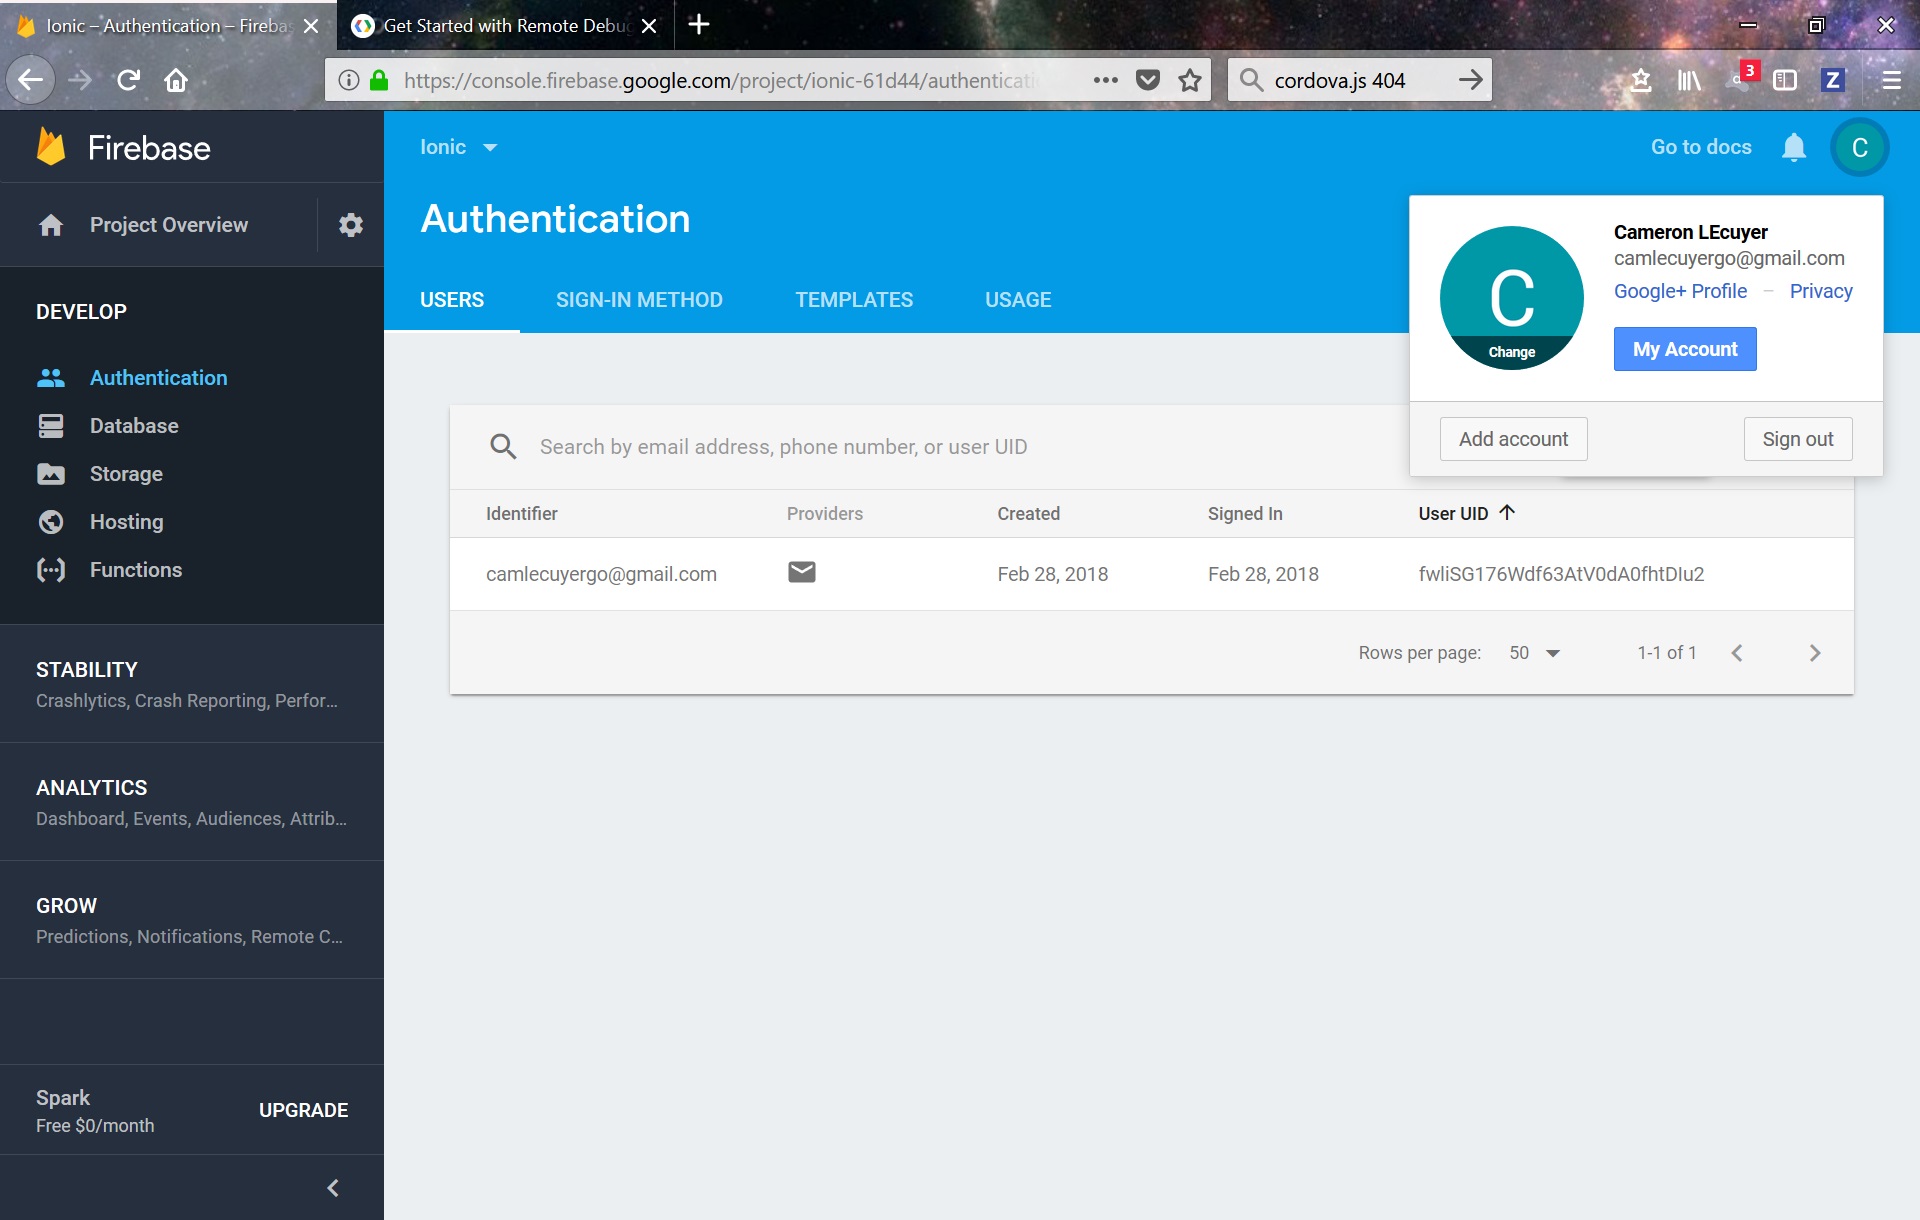 Ionic – Authentication – Firebas
Get Started with Remote Debug
https://console.firebase.google.com/project/ionic-61d44/authenticati
cordova.js 404
3
Z
Firebase
Ionic
Go to docs
C
Project Overview
Authentication
Cameron LEcuyer
camlecuyergo@gmail.com
Google+ Profile – Privacy
C
Change
My Account
Add account
Sign out
USERS
SIGN-IN METHOD
TEMPLATES
USAGE
DEVELOP
Authentication
Database
Storage
Hosting
Functions
Search by email address, phone number, or user UID
Identifier Providers Created Signed In User UID
camlecuyergo@gmail.com Feb 28, 2018 Feb 28, 2018 fwliSG176Wdf63AtV0dA0fhtDIu2
Rows per page: 50 1-1 of 1
STABILITY
Crashlytics, Crash Reporting, Perfor...
ANALYTICS
Dashboard, Events, Audiences, Attrib...
GROW
Predictions, Notifications, Remote C...
Spark
Free $0/month
UPGRADE